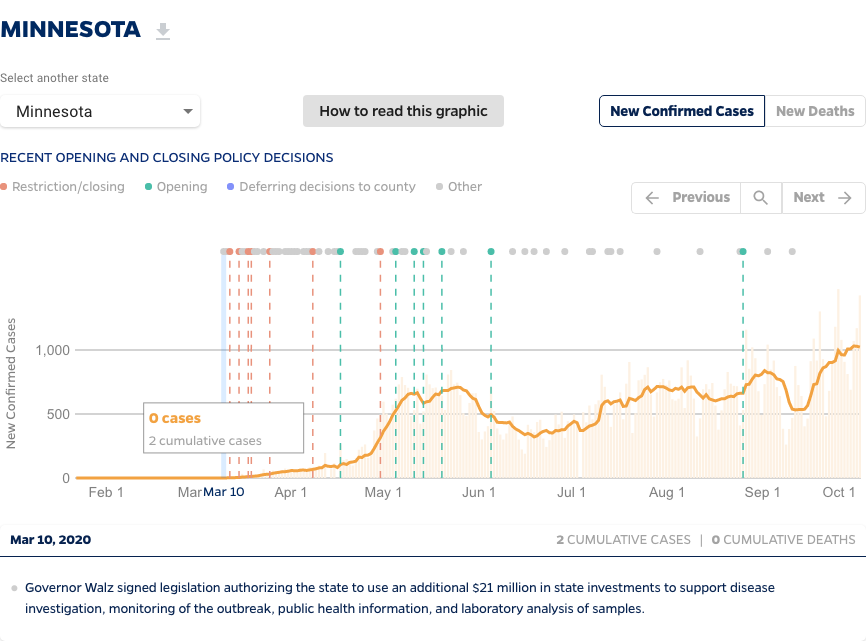 MINNESOTA
Select another state
Minnesota
How to read this graphic
New Confirmed Cases
New Deaths
RECENT OPENING AND CLOSING POLICY DECISIONS
Restriction/closing
Opening
Deferring decisions to county
Other
Previous
Next
New Confirmed Cases
1,000
500
0
0 cases
2 cumulative cases
Feb 1
Mar
Mar 10
Apr 1
May 1
Jun 1
Jul 1
Aug 1
Sep 1
Oct 1
Mar 10, 2020
2 CUMULATIVE CASES | 0 CUMULATIVE DEATHS
Governor Walz signed legislation authorizing the state to use an additional $21 million in state investments to support disease
investigation, monitoring of the outbreak, public health information, and laboratory analysis of samples.